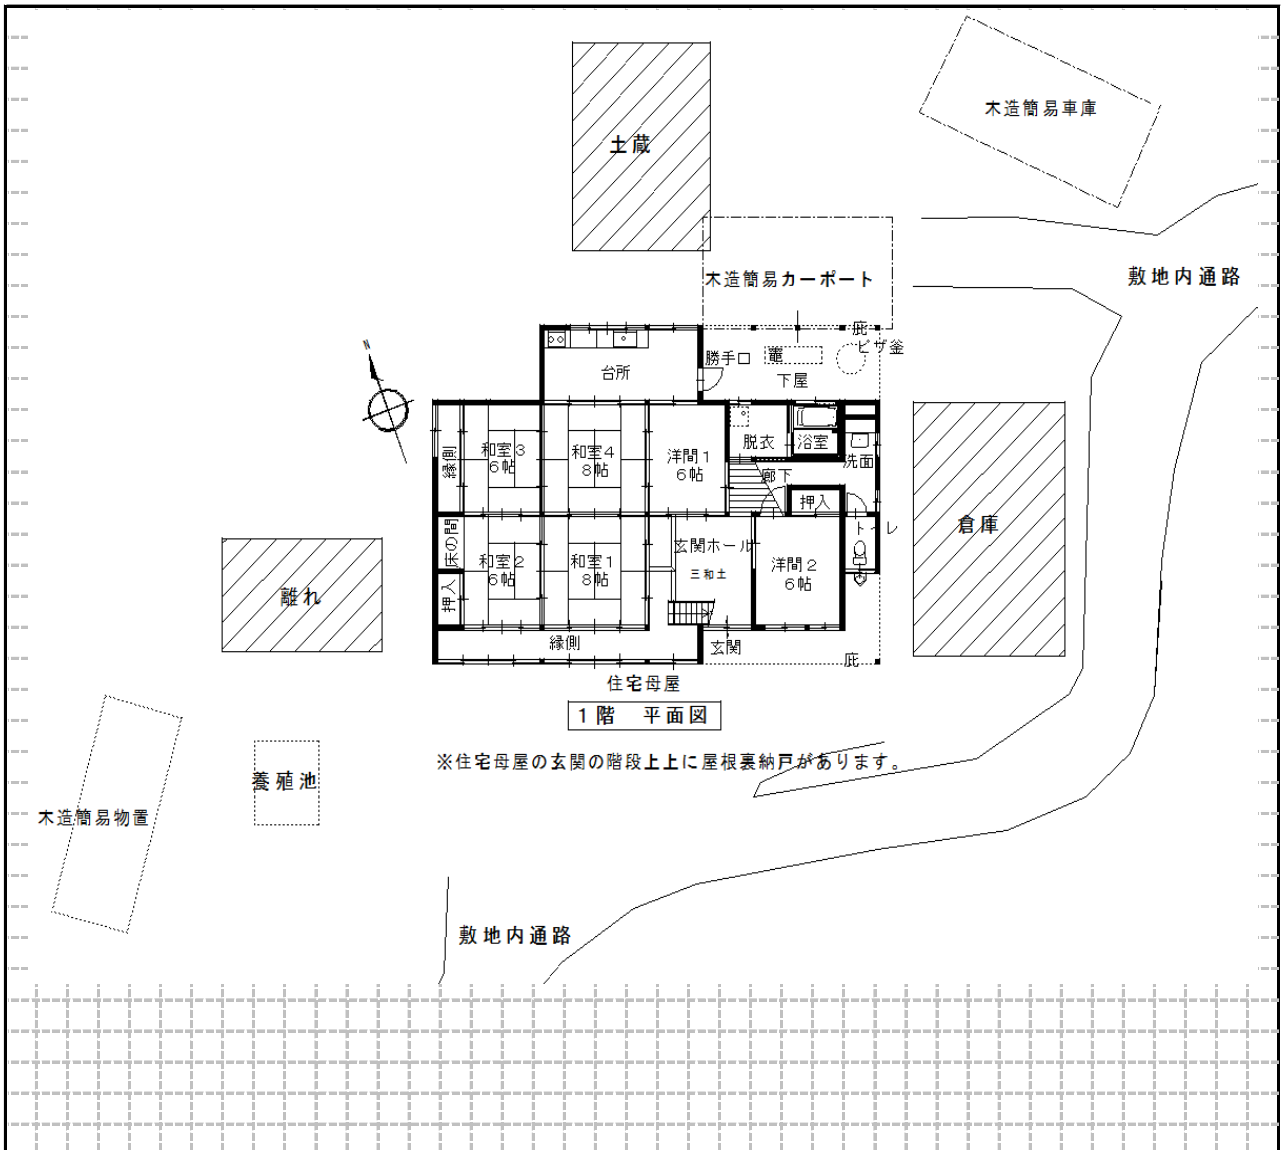 土蔵
木造簡易車庫
敷地内通路
木造簡易カーポート
庇
ピザ釜
竈
勝手口
下屋
台所
N
縁側
和室3
6帖
和室4
8帖
洋間1
6帖
脱衣
浴室
洗面
廊下
押入
トイレ
倉庫
床の間
和室2
6帖
和室1
8帖
玄関ホール
三和土
洋間2
6帖
押入
離れ
縁側
玄関
庇
住宅母屋
1階 平面図
※住宅母屋の玄関の階段上上に屋根裏納戸があります。
養殖池
木造簡易物置
敷地内通路